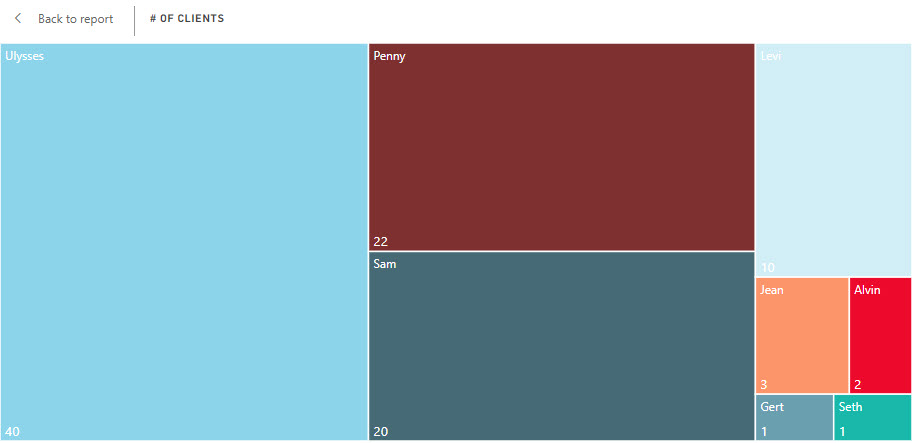 Back to report
# OF CLIENTS
Ulysses
40
Penny
22
Sam
20
Levi
10
Jean
3
Alvin
2
Gert
1
Seth
1